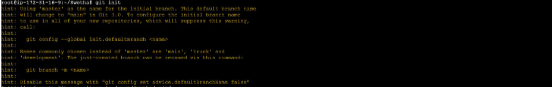 root@ip-172-31-10-9:~/Swetha# git init
hint: Using 'master' as the name for the initial branch. This default branch name
hint: will change to "main" in Git 3.0. To configure the initial branch name
hint: to use in all of your new repositories, which will suppress this warning,
hint: call:
hint:
hint: git config --global init.defaultBranch <name>
hint:
hint: Names commonly chosen instead of 'master' are 'main', 'trunk' and
hint: 'development'. The just-created branch can be renamed via this command:
hint:
hint: git branch -m <name>
hint:
hint: Disable this message with "git config set advice.defaultBranchName false"